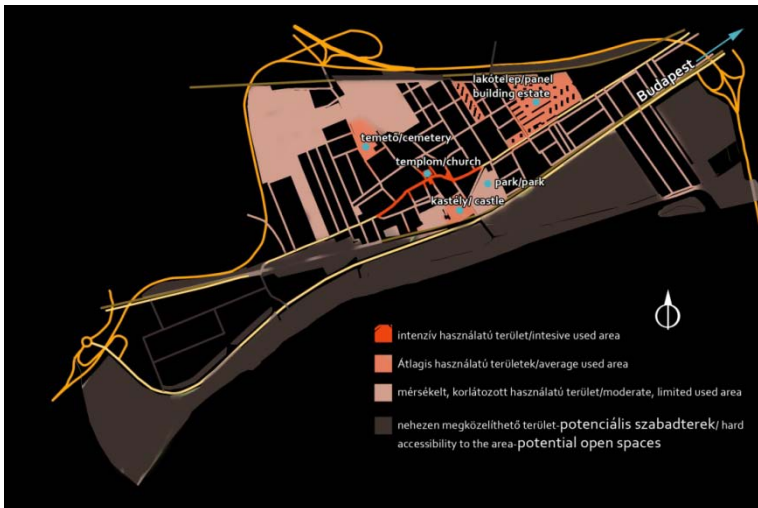 lakótelep/panel
building estate
Budapest
temető/cemetery
templom/church
park/park
kastély/ castle
intenzív használatú terület/intesive used area
Átlagis használatú területek/average used area
mérsékelt, korlátozott használatú terület/moderate, limited used area
nehezen megközelíthető terület-potenciális szabadterek/ hard
accessibility to the area-potential open spaces